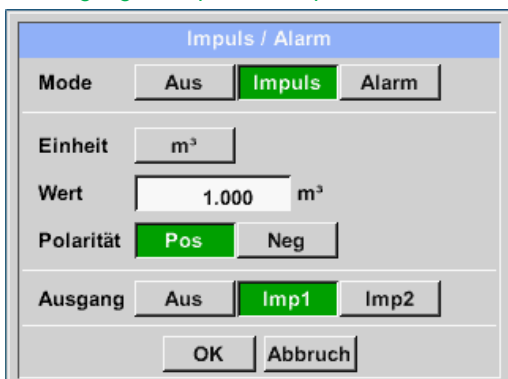 Impuls / Alarm
Mode Aus Impuls Alarm
Einheit m³
Wert 1.000 m³
Polarität Pos Neg
Ausgang Aus Imp1 Imp2
OK Abbruch